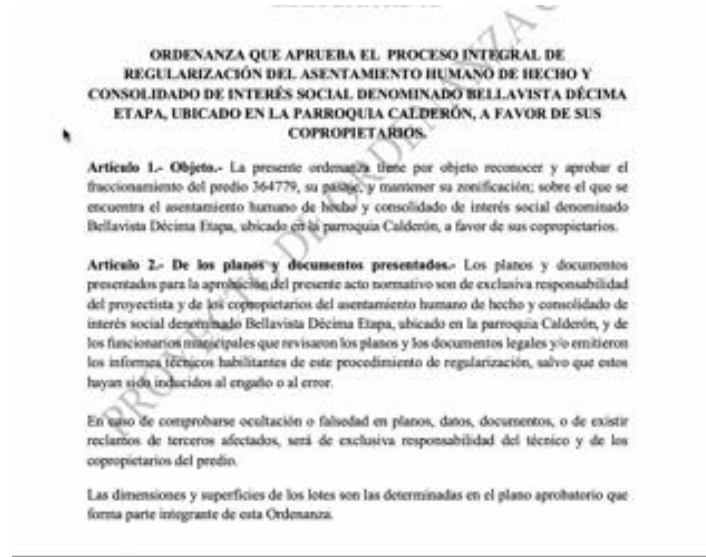 ORDENANZA QUE APRUEBA EL PROCESO INTEGRAL DE
REGULARIZACIÓN DEL ASENTAMIENTO HUMANO DE HECHO Y
CONSOLIDADO DE INTERÉS SOCIAL DENOMINADO BELLAVISTA DÉCIMA
ETAPA, UBICADO EN LA PARROQUIA CALDERÓN, A FAVOR DE SUS
COPROPIETARIOS.
Artículo 1.- Objeto.- La presente ordenanza tiene por objeto reconocer y aprobar el
fraccionamiento del predio 364779, su pasaje, y mantener su zonificación; sobre el que se
encuentra el asentamiento humano de hecho y consolidado de interés social denominado
Bellavista Décima Etapa, ubicado en la parroquia Calderón, a favor de sus copropietarios.
Artículo 2.- De los planos y documentos presentados.- Los planos y documentos
presentados para la aprobación del presente acto normativo son de exclusiva responsabilidad
del proyectista y de los copropietarios del asentamiento humano de hecho y consolidado de
interés social denominado Bellavista Décima Etapa, ubicado en la parroquia Calderón, y de
los funcionarios municipales que revisaron los planos y los documentos legales y/o emitieron
los informes técnicos habilitantes de este procedimiento de regularización, salvo que estos
hayan sido inducidos al engaño o al error.
En caso de comprobarse ocultación o falsedad en planos, datos, documentos, o de existir
reclamos de terceros afectados, será de exclusiva responsabilidad del técnico y de los
copropietarios del predio.
Las dimensiones y superficies de los lotes son las determinadas en el plano aprobatorio que
forma parte integrante de esta Ordenanza.
PROYECTO DE ORDENANZA